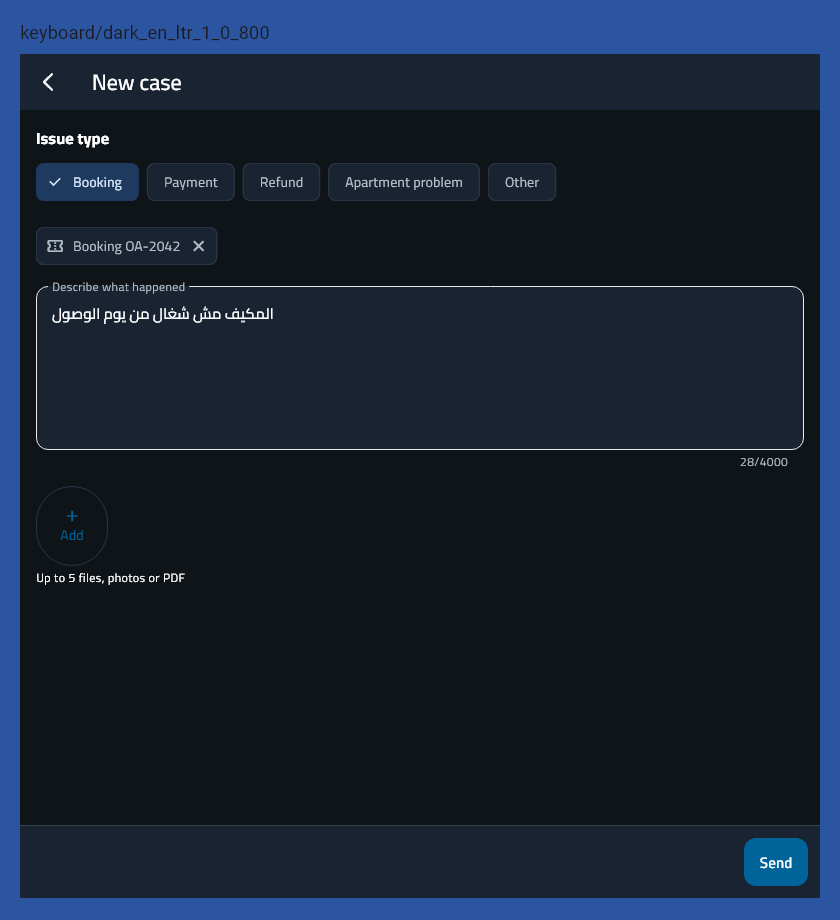 keyboard/dark_en_ltr_1_0_800
New case
Issue type
Booking
Payment
Refund
Apartment problem
Other
Booking OA-2042
Describe what happened
المكيف مش شغال من يوم الوصول
28/4000
+
Add
Up to 5 files, photos or PDF
Send